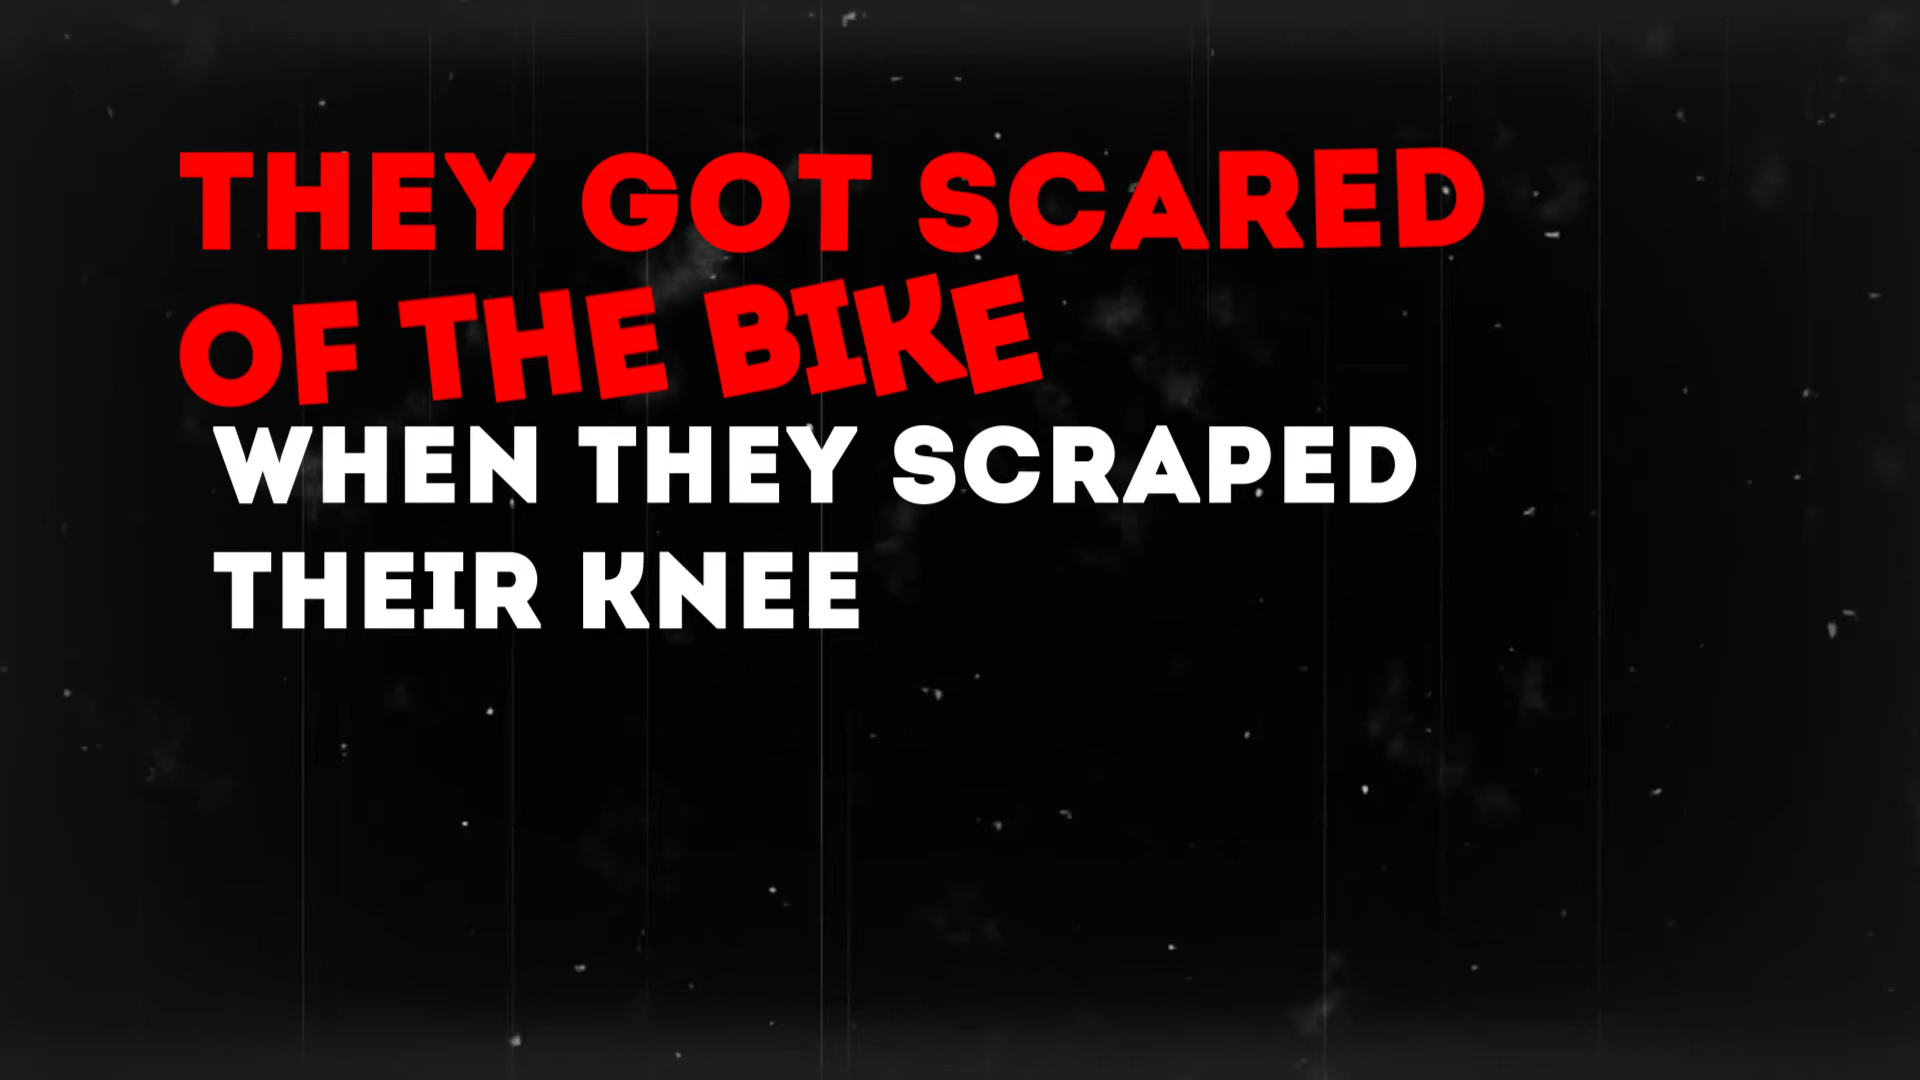 THEY GOT SCARED
OF THE BIKE
WHEN THEY SCRAPED
THEIR KNEE